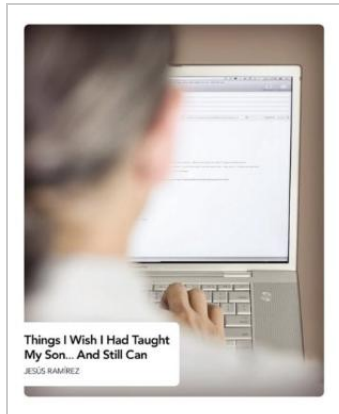 Things I Wish I Had Taught
My Son... And Still Can
JESÚS RAMÍREZ